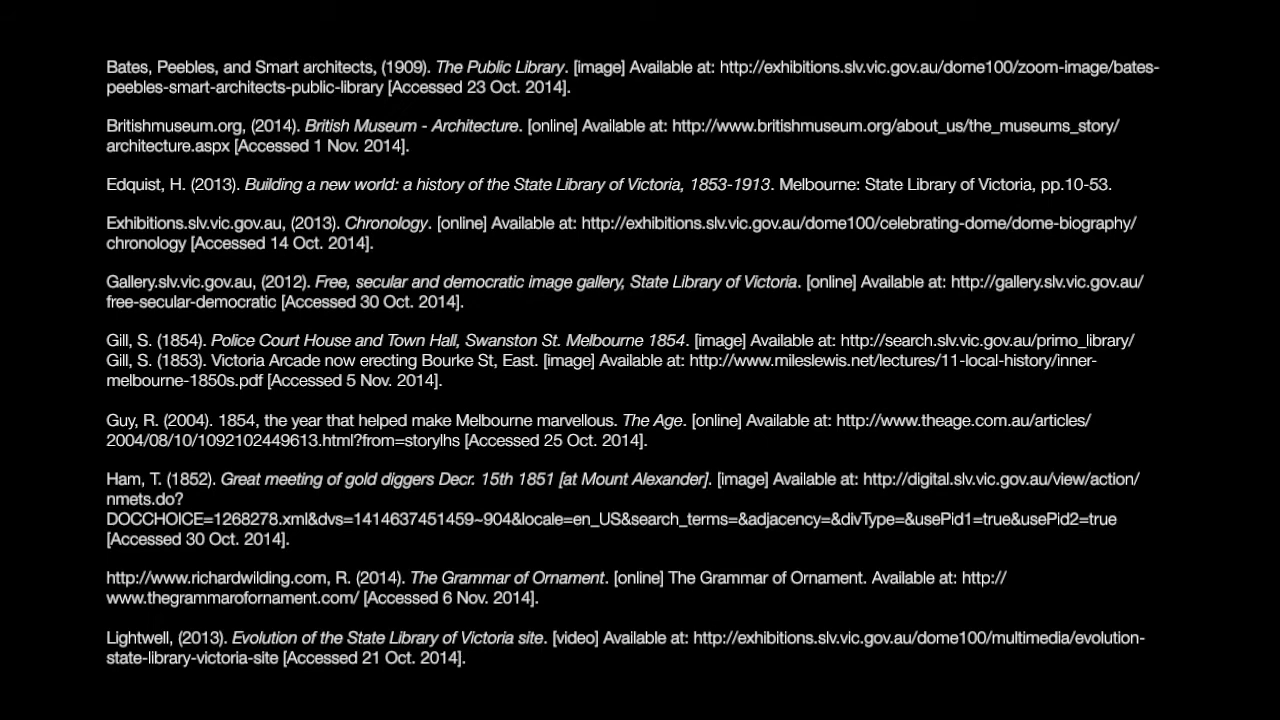 Bates, Peebles, and Smart architects, (1909). The Public Library. [image] Available at: http://exhibitions.slv.vic.gov.au/dome100/zoom-image/bates-
peebles-smart-architects-public-library [Accessed 23 Oct. 2014].
Britishmuseum.org, (2014). British Museum - Architecture. [online] Available at: http://www.britishmuseum.org/about_us/the_museums_story/
architecture.aspx [Accessed 1 Nov. 2014].
Edquist, H. (2013). Building a new world: a history of the State Library of Victoria, 1853-1913. Melbourne: State Library of Victoria, pp.10-53.
Exhibitions.slv.vic.gov.au, (2013). Chronology. [online] Available at: http://exhibitions.slv.vic.gov.au/dome100/celebrating-dome/dome-biography/
chronology [Accessed 14 Oct. 2014].
Gallery.slv.vic.gov.au, (2012). Free, secular and democratic image gallery, State Library of Victoria. [online] Available at: http://gallery.slv.vic.gov.au/
free-secular-democratic [Accessed 30 Oct. 2014].
Gill, S. (1854). Police Court House and Town Hall, Swanston St. Melbourne 1854. [image] Available at: http://search.slv.vic.gov.au/primo_library/
Gill, S. (1853). Victoria Arcade now erecting Bourke St, East. [image] Available at: http://www.mileslewis.net/lectures/11-local-history/inner-
melbourne-1850s.pdf [Accessed 5 Nov. 2014].
Guy, R. (2004). 1854, the year that helped make Melbourne marvellous. The Age. [online] Available at: http://www.theage.com.au/articles/
2004/08/10/1092102449613.html?from=storylhs [Accessed 25 Oct. 2014].
Ham, T. (1852). Great meeting of gold diggers Decr. 15th 1851 [at Mount Alexander]. [image] Available at: http://digital.slv.vic.gov.au/view/action/
nmets.do?
DOCCHOICE=1268278.xml&dvs=1414637451459~904&locale=en_US&search_terms=&adjacency=&divType=&usePid1=true&usePid2=true
[Accessed 30 Oct. 2014].
http://www.richardwilding.com, R. (2014). The Grammar of Ornament. [online] The Grammar of Ornament. Available at: http://
www.thegrammarofornament.com/ [Accessed 6 Nov. 2014].
Lightwell, (2013). Evolution of the State Library of Victoria site. [video] Available at: http://exhibitions.slv.vic.gov.au/dome100/multimedia/evolution-
state-library-victoria-site [Accessed 21 Oct. 2014].